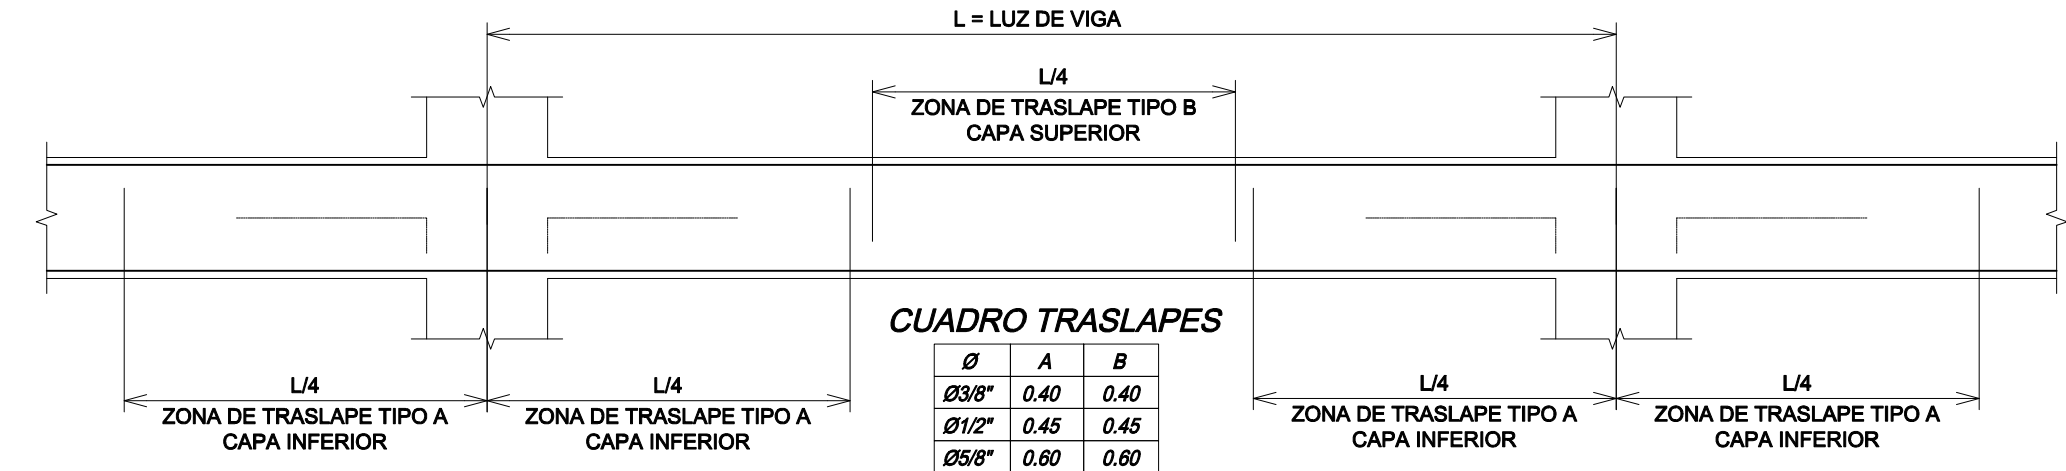 L = LUZ DE VIGA
L/4
ZONA DE TRASLAPE TIPO B
CAPA SUPERIOR
CUADRO TRASLAPES
Ø A B
Ø3/8" 0.40 0.40
Ø1/2" 0.45 0.45
Ø5/8" 0.60 0.60
L/4
ZONA DE TRASLAPE TIPO A
CAPA INFERIOR
L/4
ZONA DE TRASLAPE TIPO A
CAPA INFERIOR
L/4
ZONA DE TRASLAPE TIPO A
CAPA INFERIOR
L/4
ZONA DE TRASLAPE TIPO A
CAPA INFERIOR